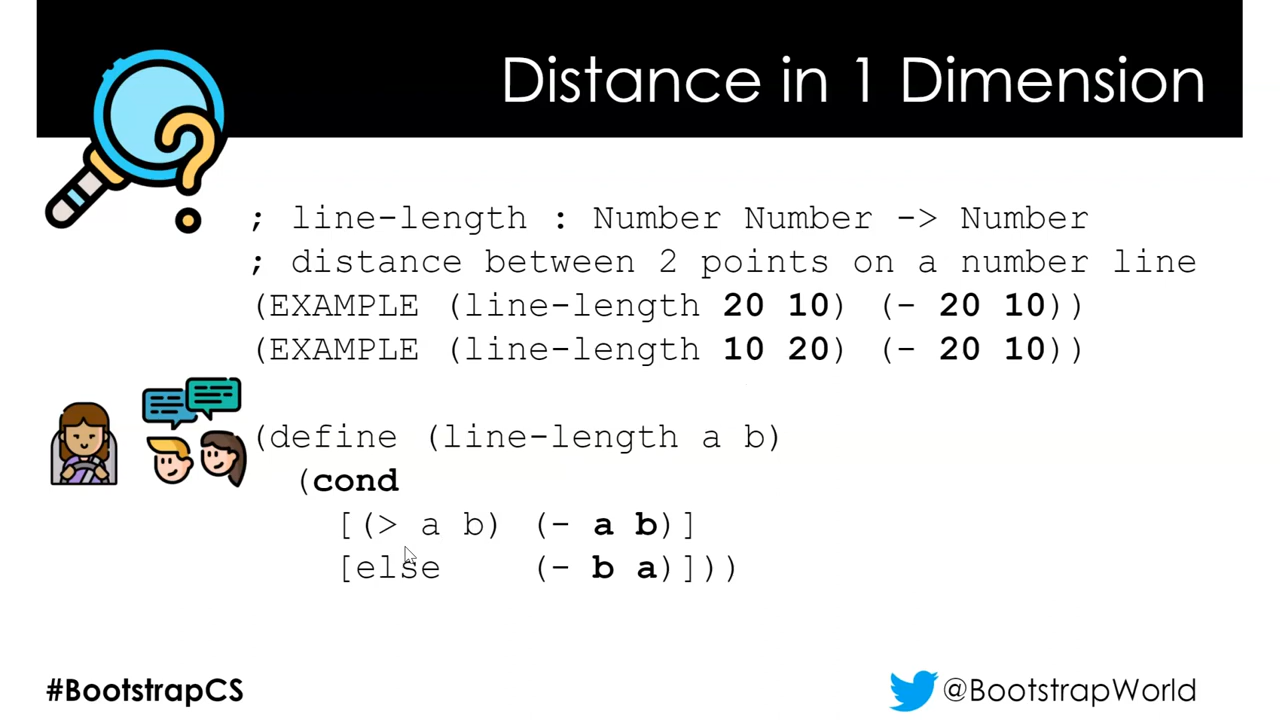 Distance in 1 Dimension
; line-length : Number Number -> Number
; distance between 2 points on a number line
(EXAMPLE (line-length 20 10) (- 20 10))
(EXAMPLE (line-length 10 20) (- 20 10))
(define (line-length a b)
(cond
[(> a b) (- a b)]
[else (- b a)]))
#BootstrapCS
@BootstrapWorld